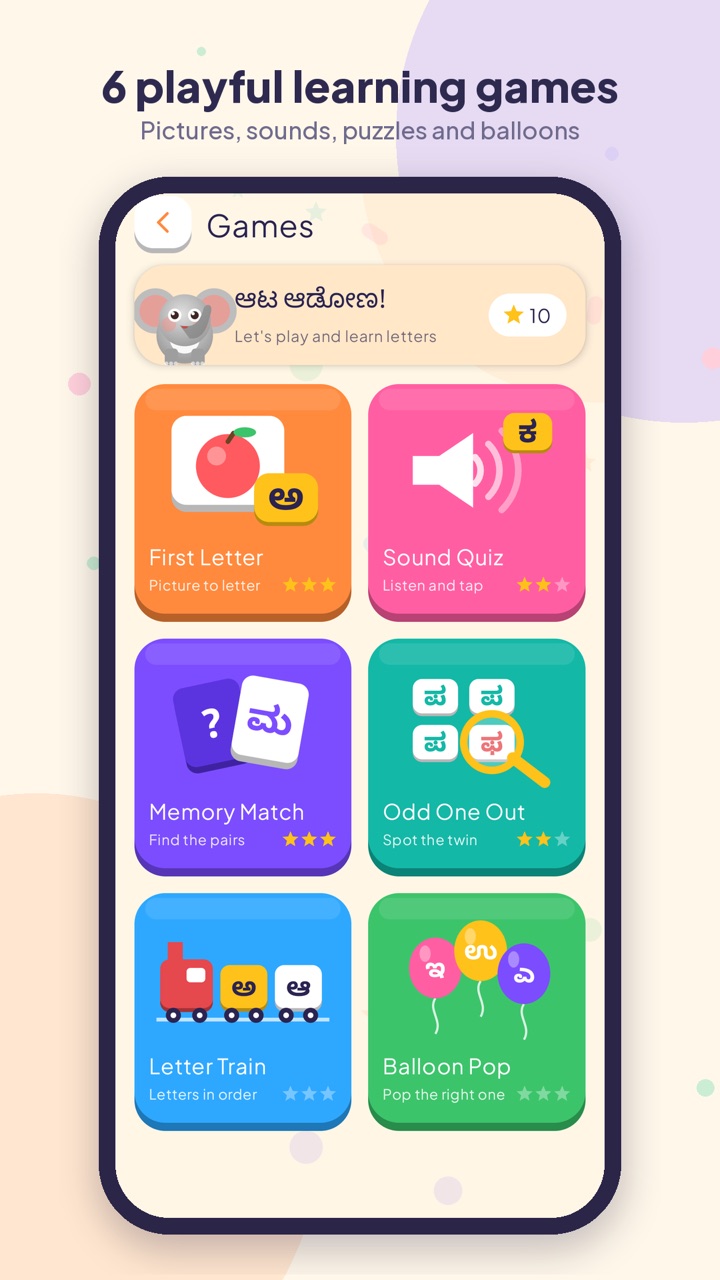 6 playful learning games
Pictures, sounds, puzzles and balloons
Games
ಆಟ ಆಡೋಣ!
Let's play and learn letters
10
ಅ
ಕ
First Letter
Picture to letter
Sound Quiz
Listen and tap
? ಮ
ಪ ಪ
ಪ ಫ
Memory Match
Find the pairs
Odd One Out
Spot the twin
ಅ ಆ
ಇ ಉ ಎ
Letter Train
Letters in order
Balloon Pop
Pop the right one